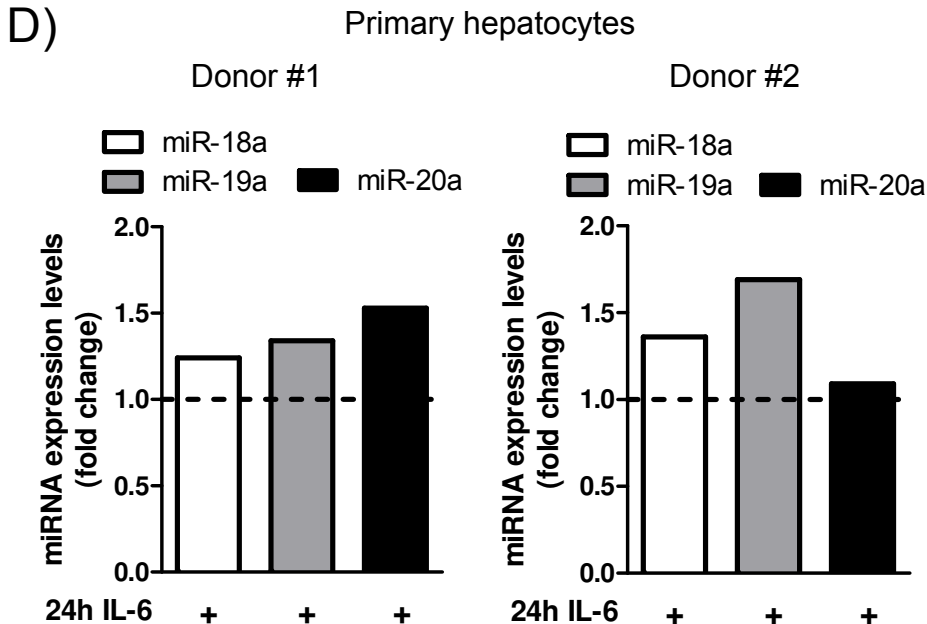 D)
Primary hepatocytes
Donor #1
miR-18a
miR-19a
miR-20a
miRNA expression levels
(fold change)
2.0
1.5
1.0
0.5
0.0
24h IL-6 + + +
Donor #2
miR-18a
miR-19a
miR-20a
miRNA expression levels
(fold change)
2.0
1.5
1.0
0.5
0.0
24h IL-6 + + +